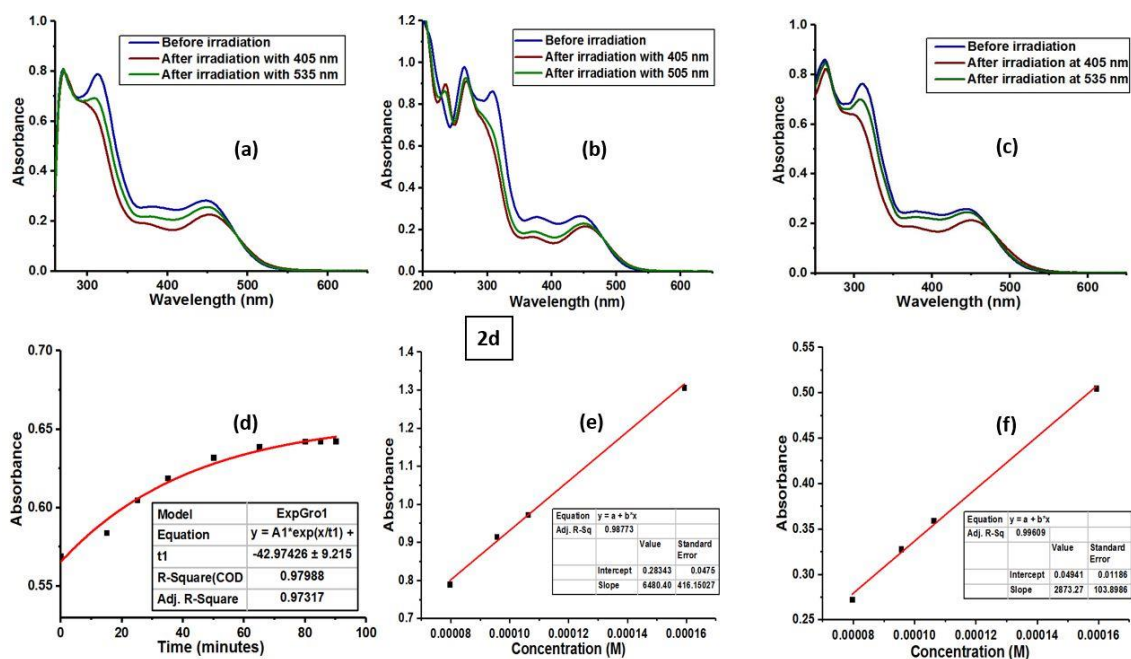 1.0
0.8
0.6
0.4
0.2
0.0
Absorbance
Before irradiation
After irradiation with 405 nm
After irradiation with 535 nm
(a)
300 400 500 600
Wavelength (nm)
1.2
1.0
0.8
0.6
0.4
0.2
0.0
Absorbance
Before irradiation
After irradiation with 405 nm
After irradiation with 505 nm
(b)
200 300 400 500 600
Wavelength (nm)
1.0
0.8
0.6
0.4
0.2
0.0
Absorbance
Before irradiation
After irradiation at 405 nm
After irradiation at 535 nm
(c)
300 400 500 600
Wavelength (nm)
2d
0.70
0.65
0.60
0.55
Absorbance
(d)
Model ExpGro1
Equation y = A1*exp(x/t1) +
t1 -42.97426 ± 9.215
R-Square(COD 0.97988
Adj. R-Square 0.97317
0 20 40 60 80 100
Time (minutes)
1.4
1.3
1.2
1.1
1.0
0.9
0.8
0.7
Absorbance
(e)
Equation y = a + b*x
Adj. R-Sq 0.98773
Value Standard Error
Intercept 0.28343 0.0475
Slope 6480.40 416.15027
0.00008 0.00010 0.00012 0.00014 0.00016
Concentration (M)
0.55
0.50
0.45
0.40
0.35
0.30
0.25
Absorbance
(f)
Equation y = a + b*x
Adj. R-Sq 0.99609
Value Standard Error
Intercept 0.04941 0.01186
Slope 2873.27 103.8986
0.00008 0.00010 0.00012 0.00014 0.00016
Concentration (M)